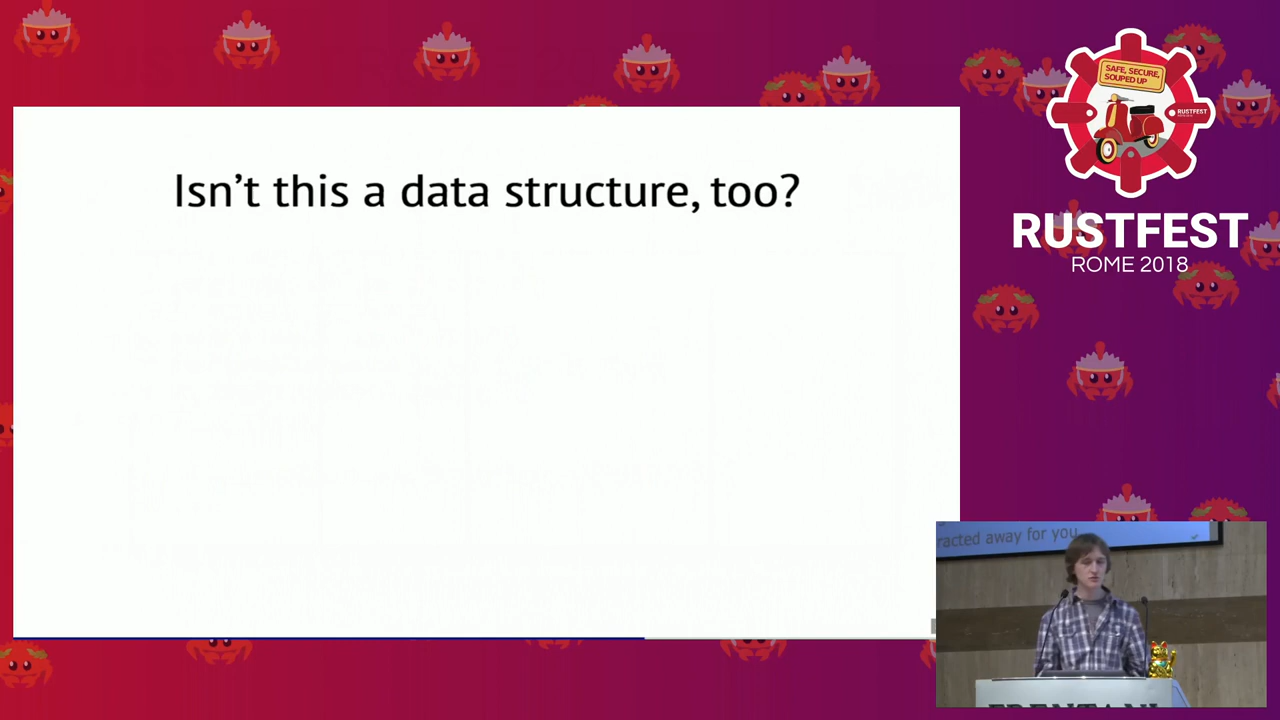 Isn’t this a data structure, too?
SAFE, SECURE,
SOUPED UP
RUSTFEST
RUSTFEST
ROME 2018
racted away for you